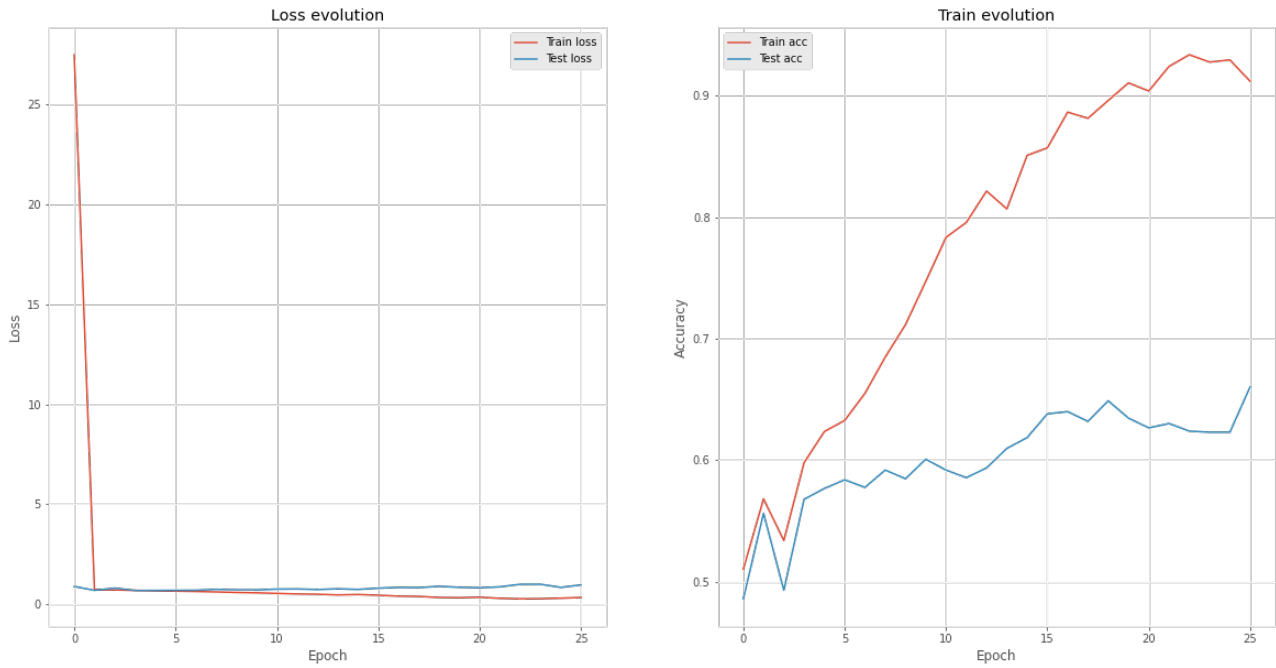 Loss evolution
Train loss
Test loss
25
20
15
10
5
0
Loss
0 5 10 15 20 25
Epoch
Train evolution
Train acc
Test acc
0.9
0.8
0.7
0.6
0.5
Accuracy
0 5 10 15 20 25
Epoch